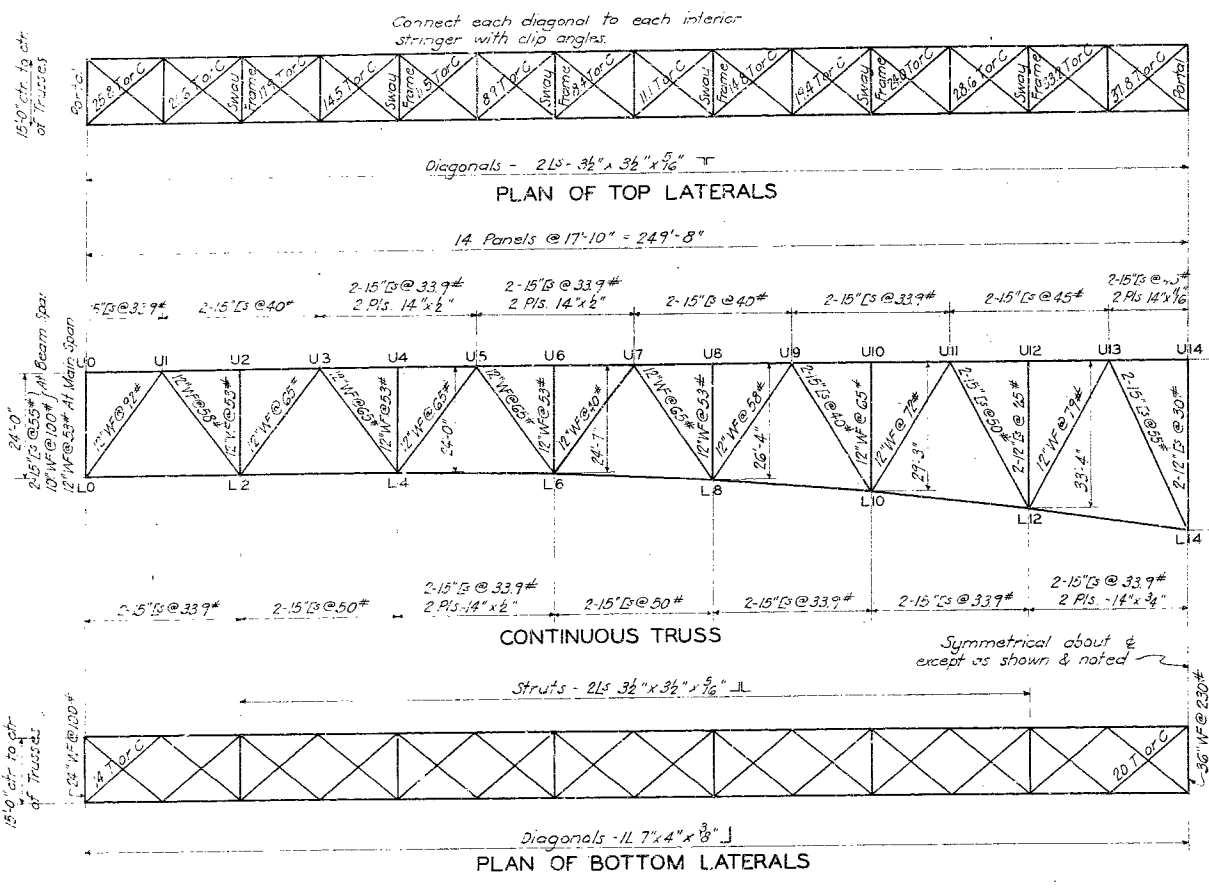 Connect each diagonal to each interior
stringer with clip angles.
15'-0" ctr. to ctr.
of Trusses
Portal
25.8 T or C
21.5 T or C
Sway
Frame
17.9 T or C
14.5 T or C
Sway
Frame
11.5 T or C
8.9 T or C
Sway
Frame
8.4 T or C
11.1 T or C
Sway
Frame
14.8 T or C
19.4 T or C
Sway
Frame
24.0 T or C
28.6 T or C
Sway
Frame
33.2 T or C
37.8 T or C
Portal
Diagonals - 2Ls- 3½" x 3½" x 5/16"
PLAN OF TOP LATERALS
14 Panels @ 17'-10" = 249'-8"
5"[s @ 33.9#
2-15"[s @ 40#
2-15"[s @ 33.9#
2 Pls. 14" x ½"
2-15"[s @ 33.9#
2 Pls. 14" x ½"
2-15"[s @ 40#
2-15"[s @ 33.9#
2-15"[s @ 45#
2-15"[s @
2 Pls 14" x
U1 U2 U3 U4 U5 U6 U7 U8 U9 U10 U11 U12 U13 U14
24'-0"
2-15"[s @ 55#
10" WF @ 100#
At Beam Span
12" WF @ 53# At Main Span
12" WF @ 92#
12" WF @ 58#
12" WF @ 53#
12" WF @ 65#
12" WF @ 65#
12" WF @ 53#
12" WF @ 65#
24'-0"
12" WF @ 65#
12" WF @ 53#
12" WF @ 40#
24'-7"
12" WF @ 65#
12" WF @ 53#
12" WF @ 58#
26'-4"
2-15"[s @ 40#
12" WF @ 65#
12" WF @ 72#
29'-3"
2-15"[s @ 50#
2-12"[s @ 25#
12" WF @ 79#
33'-4"
2-15"[s @ 55#
2-12"[s @ 30#
L0 L2 L4 L6 L8 L10 L12 L14
2-15"[s @ 33.9#
2-15"[s @ 50#
2-15"[s @ 33.9#
2 Pls.-14" x ½"
2-15"[s @ 50#
2-15"[s @ 33.9#
2-15"[s @ 33.9#
2-15"[s @ 33.9#
2 Pls. -14" x ¾"
CONTINUOUS TRUSS
Symmetrical about ℄
except as shown & noted
Struts - 2Ls 3½" x 3½" x 5/16"
15'-0" ctr to ctr
of Trusses
24" WF @ 100#
14 T or C
20 T or C
36" WF @ 230#
Diagonals - 1L 7" x 4" x 3/8"
PLAN OF BOTTOM LATERALS